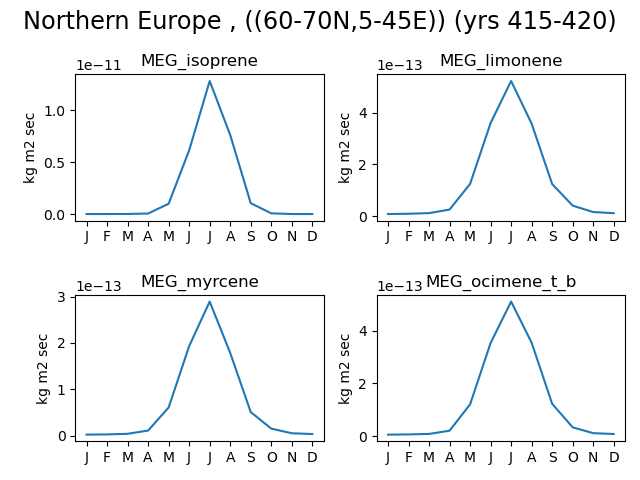 Northern Europe , ((60-70N,5-45E)) (yrs 415-420)
1e−11
MEG_isoprene
kg m2 sec
1.0
0.5
0.0
J F M A M J J A S O N D
1e−13
MEG_limonene
kg m2 sec
4
2
0
J F M A M J J A S O N D
1e−13
MEG_myrcene
kg m2 sec
3
2
1
0
J F M A M J J A S O N D
1e−13
MEG_ocimene_t_b
kg m2 sec
4
2
0
J F M A M J J A S O N D